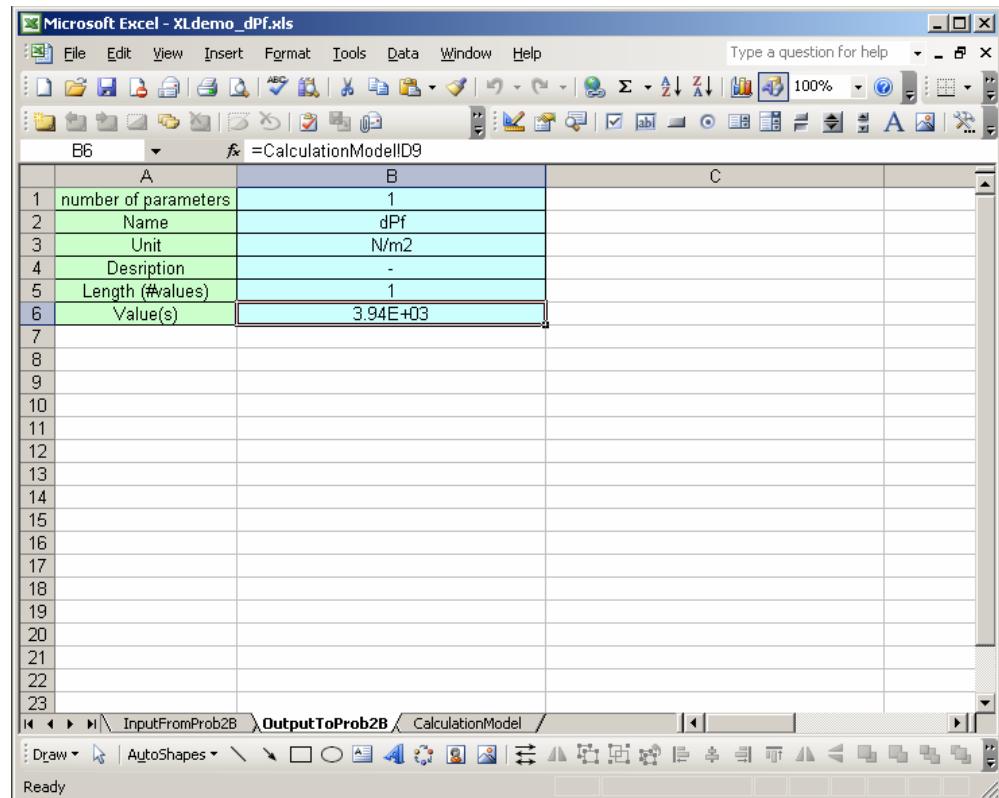 Microsoft Excel - XLdemo_dPf.xls
File Edit View Insert Format Tools Data Window Help Type a question for help
100%
B6 fx =CalculationModel!D9
A B C
1 number of parameters 1
2 Name dPf
3 Unit N/m2
4 Desription -
5 Length (#values) 1
6 Value(s) 3.94E+03
7
8
9
10
11
12
13
14
15
16
17
18
19
20
21
22
23
InputFromProb2B OutputToProb2B CalculationModel
Draw AutoShapes
Ready